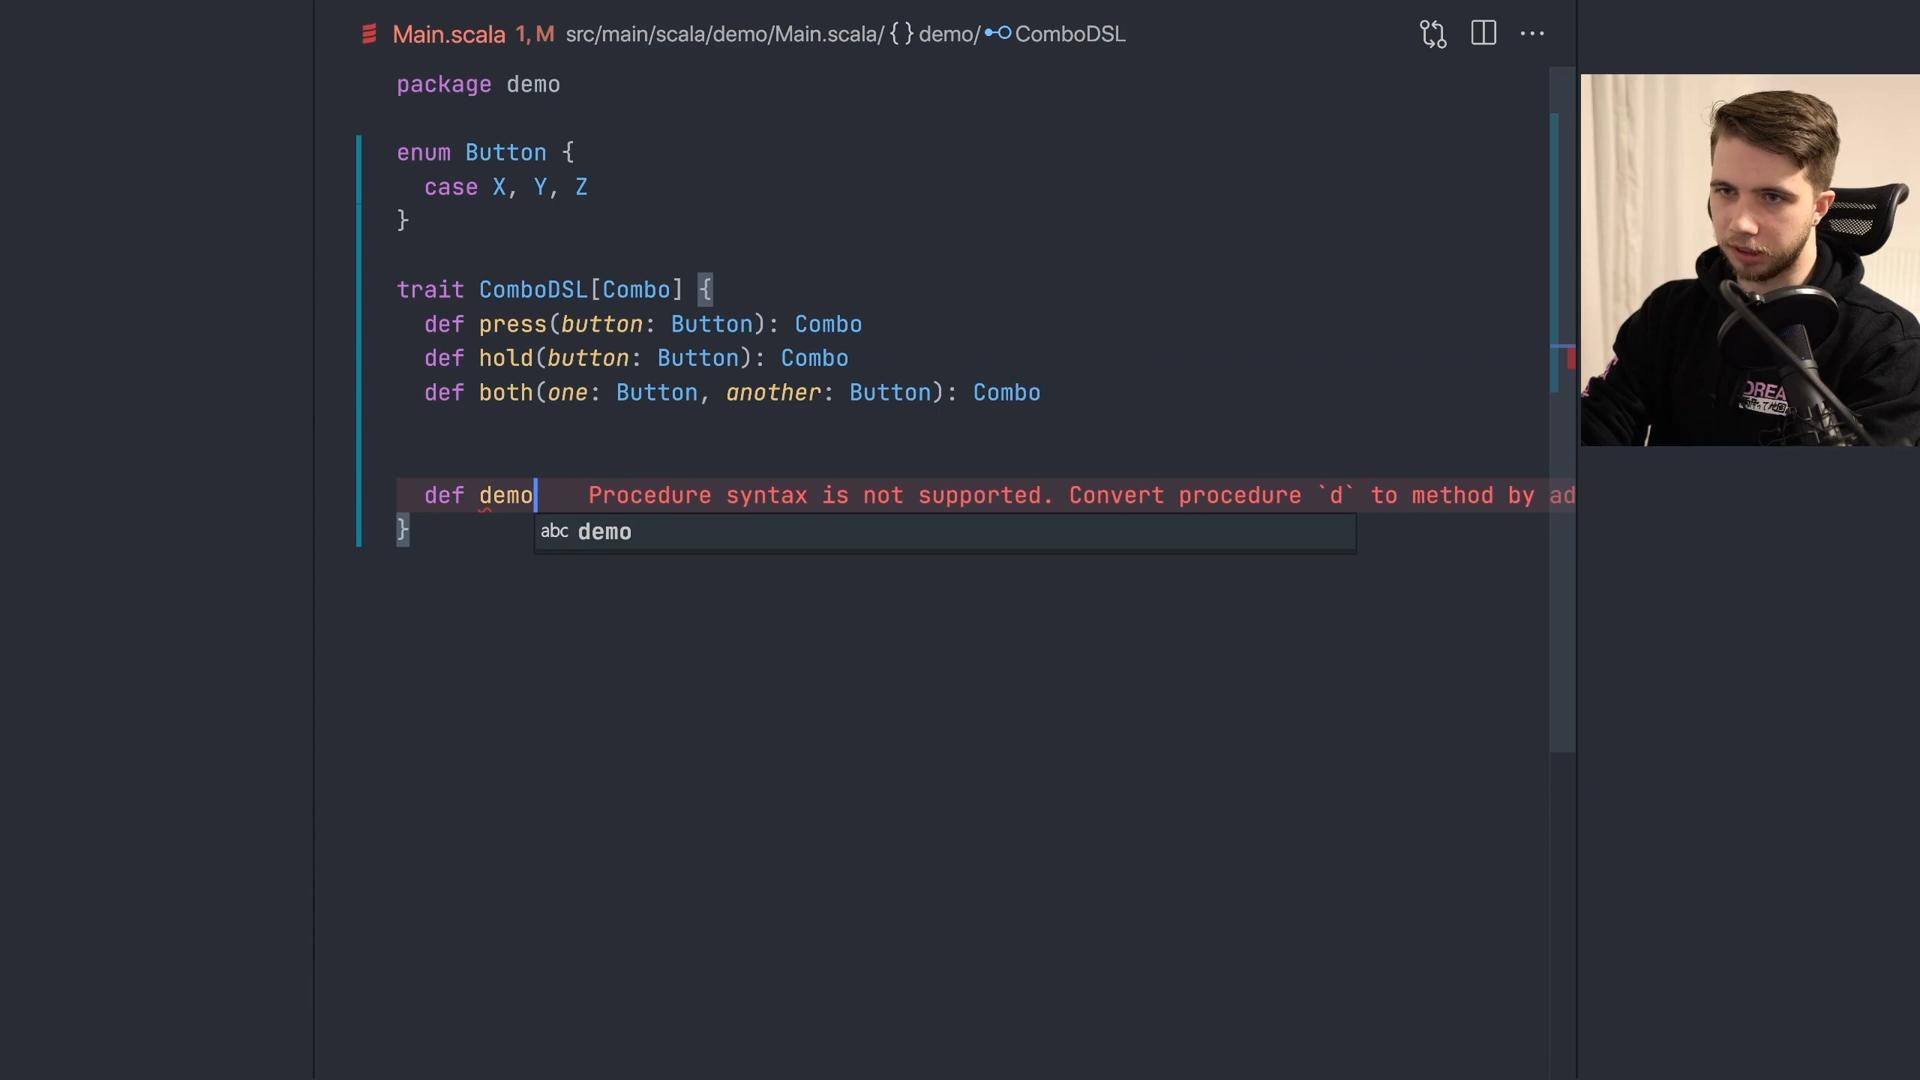 Main.scala 1, M src/main/scala/demo/Main.scala/ {} demo/ ComboDSL
package demo
enum Button {
case X, Y, Z
}
trait ComboDSL[Combo] {
def press(button: Button): Combo
def hold(button: Button): Combo
def both(one: Button, another: Button): Combo
def demo Procedure syntax is not supported. Convert procedure `d` to method by ad
abc demo
}
DREA